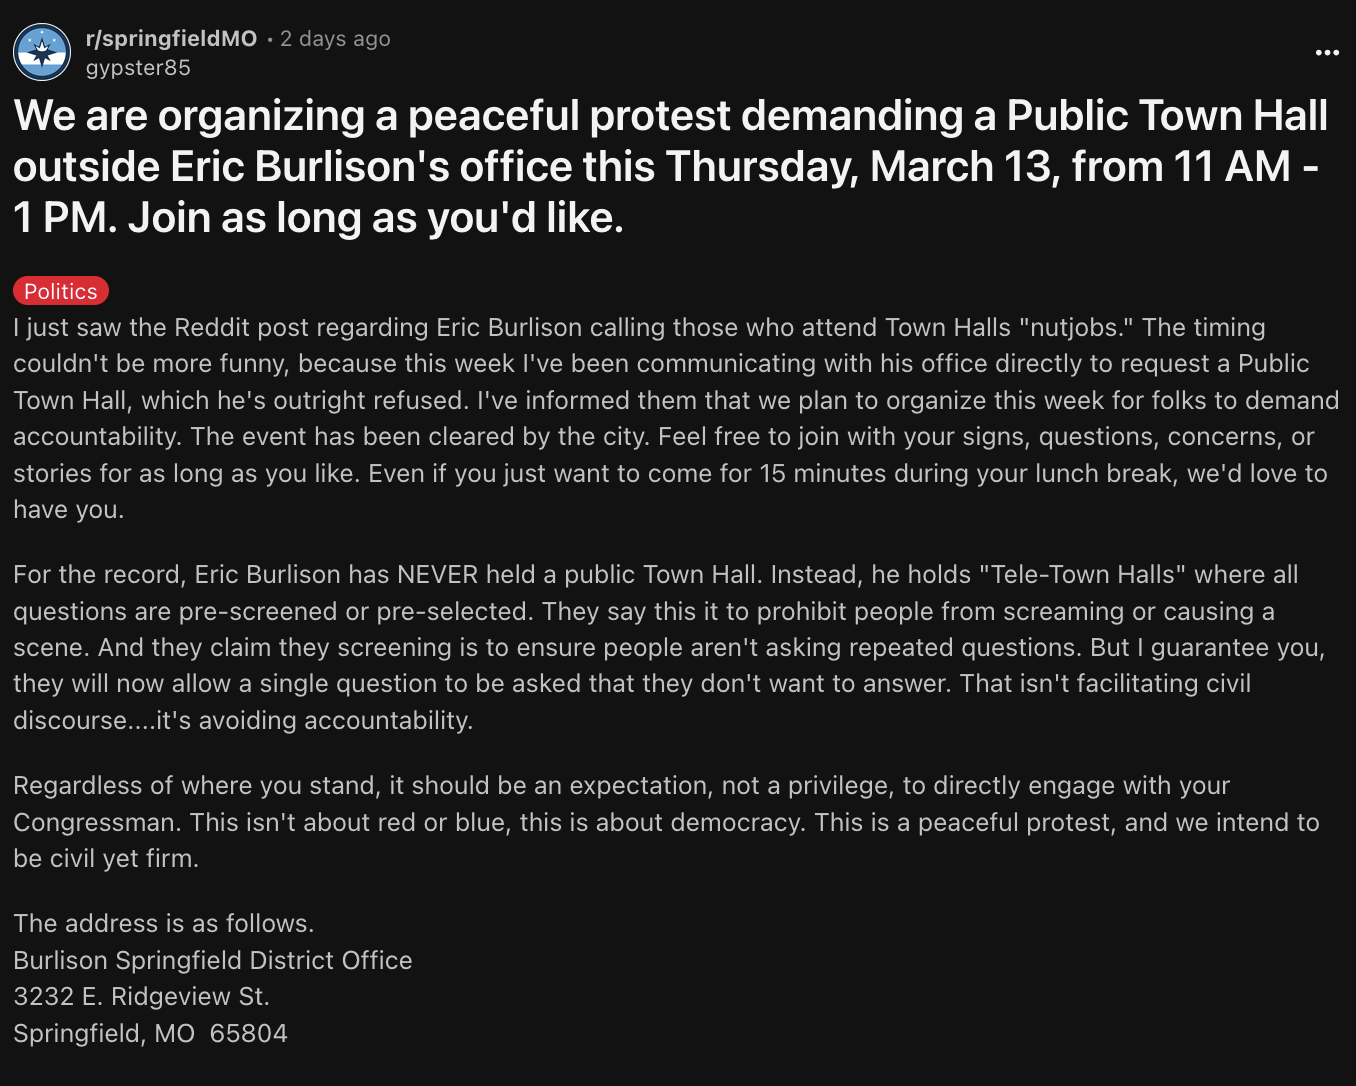 r/springfieldMO • 2 days ago
gypster85
We are organizing a peaceful protest demanding a Public Town Hall
outside Eric Burlison's office this Thursday, March 13, from 11 AM -
1 PM. Join as long as you'd like.
Politics
I just saw the Reddit post regarding Eric Burlison calling those who attend Town Halls "nutjobs." The timing
couldn't be more funny, because this week I've been communicating with his office directly to request a Public
Town Hall, which he's outright refused. I've informed them that we plan to organize this week for folks to demand
accountability. The event has been cleared by the city. Feel free to join with your signs, questions, concerns, or
stories for as long as you like. Even if you just want to come for 15 minutes during your lunch break, we'd love to
have you.
For the record, Eric Burlison has NEVER held a public Town Hall. Instead, he holds "Tele-Town Halls" where all
questions are pre-screened or pre-selected. They say this it to prohibit people from screaming or causing a
scene. And they claim they screening is to ensure people aren't asking repeated questions. But I guarantee you,
they will now allow a single question to be asked that they don't want to answer. That isn't facilitating civil
discourse....it's avoiding accountability.
Regardless of where you stand, it should be an expectation, not a privilege, to directly engage with your
Congressman. This isn't about red or blue, this is about democracy. This is a peaceful protest, and we intend to
be civil yet firm.
The address is as follows.
Burlison Springfield District Office
3232 E. Ridgeview St.
Springfield, MO  65804